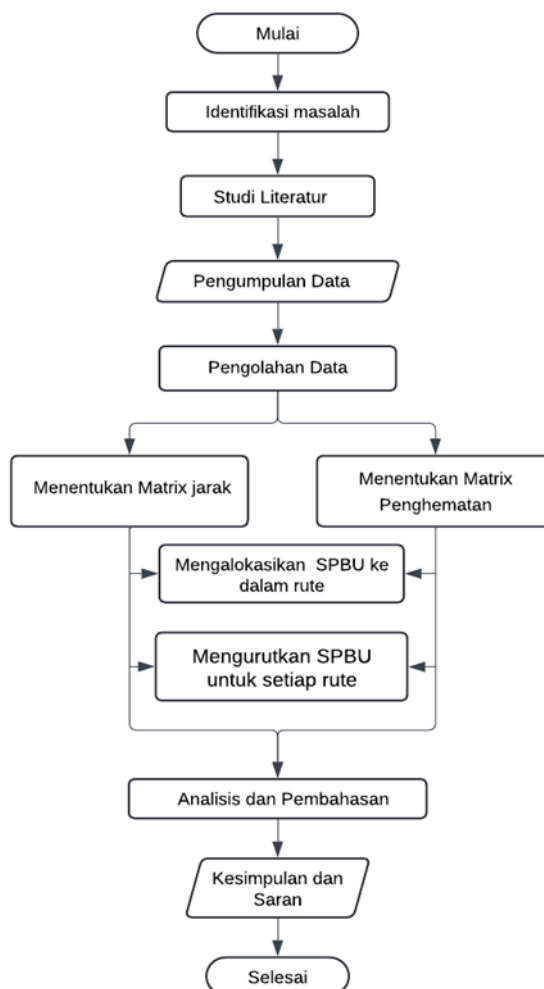 Mulai
Identifikasi masalah
Studi Literatur
Pengumpulan Data
Pengolahan Data
Menentukan Matrix jarak
Menentukan Matrix
Penghematan
Mengalokasikan SPBU ke
dalam rute
Mengurutkan SPBU
untuk setiap rute
Analisis dan Pembahasan
Kesimpulan dan
Saran
Selesai